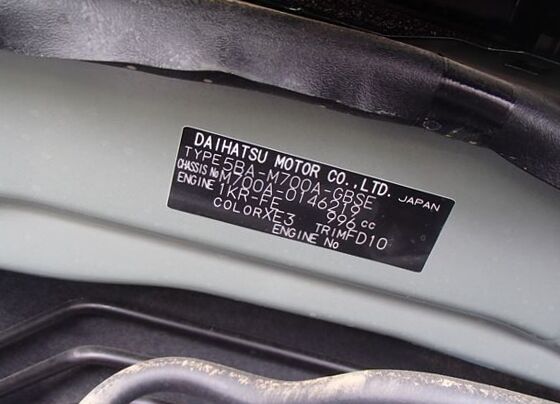 DAIHATSU MOTOR CO.,LTD. JAPAN
TYPE 5BA-M700A-GBSE
CHASSIS No M700A-0146219
ENGINE 1KR-FE 996 cc
COLOR XE3 TRIM FD10
ENGINE No